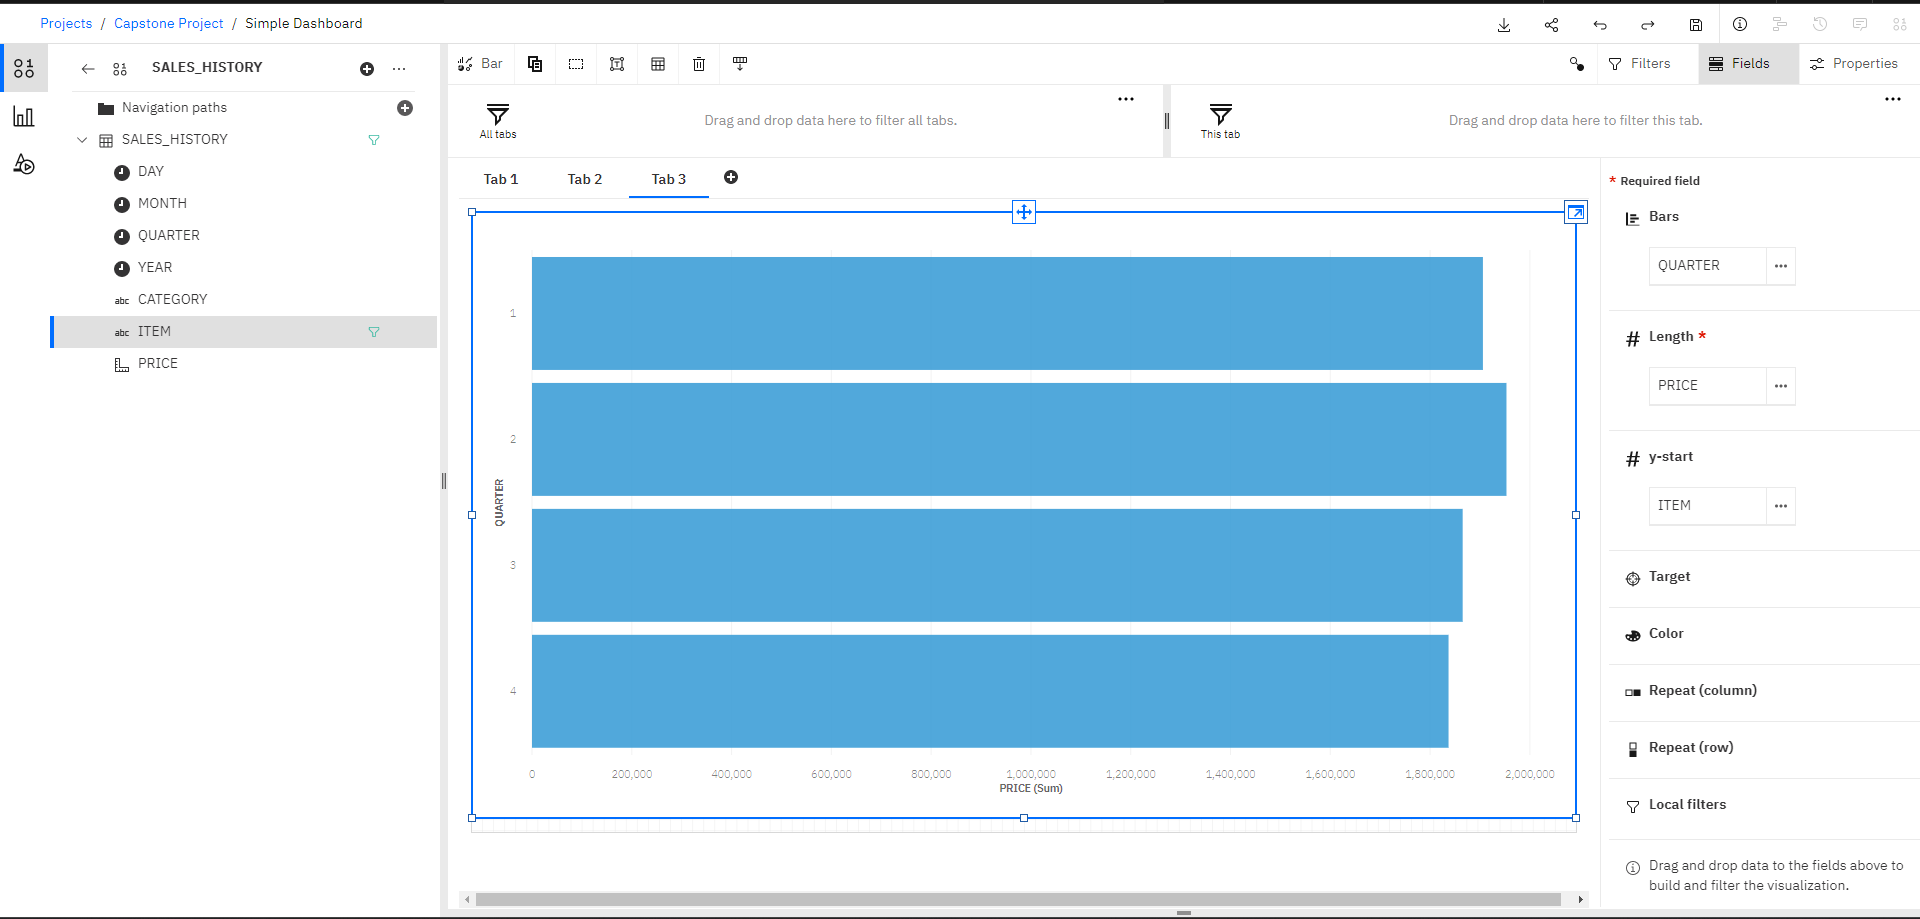 Projects / Capstone Project / Simple Dashboard
SALES_HISTORY
Navigation paths
SALES_HISTORY
DAY
MONTH
QUARTER
YEAR
abc CATEGORY
abc ITEM
PRICE
Bar
Filters
Fields
Properties
All tabs
Drag and drop data here to filter all tabs.
This tab
Drag and drop data here to filter this tab.
Tab 1
Tab 2
Tab 3
QUARTER
1
2
3
4
0
200,000
400,000
600,000
800,000
1,000,000
1,200,000
1,400,000
1,600,000
1,800,000
2,000,000
PRICE (Sum)
* Required field
Bars
QUARTER
Length *
PRICE
y-start
ITEM
Target
Color
Repeat (column)
Repeat (row)
Local filters
Drag and drop data to the fields above to
build and filter the visualization.